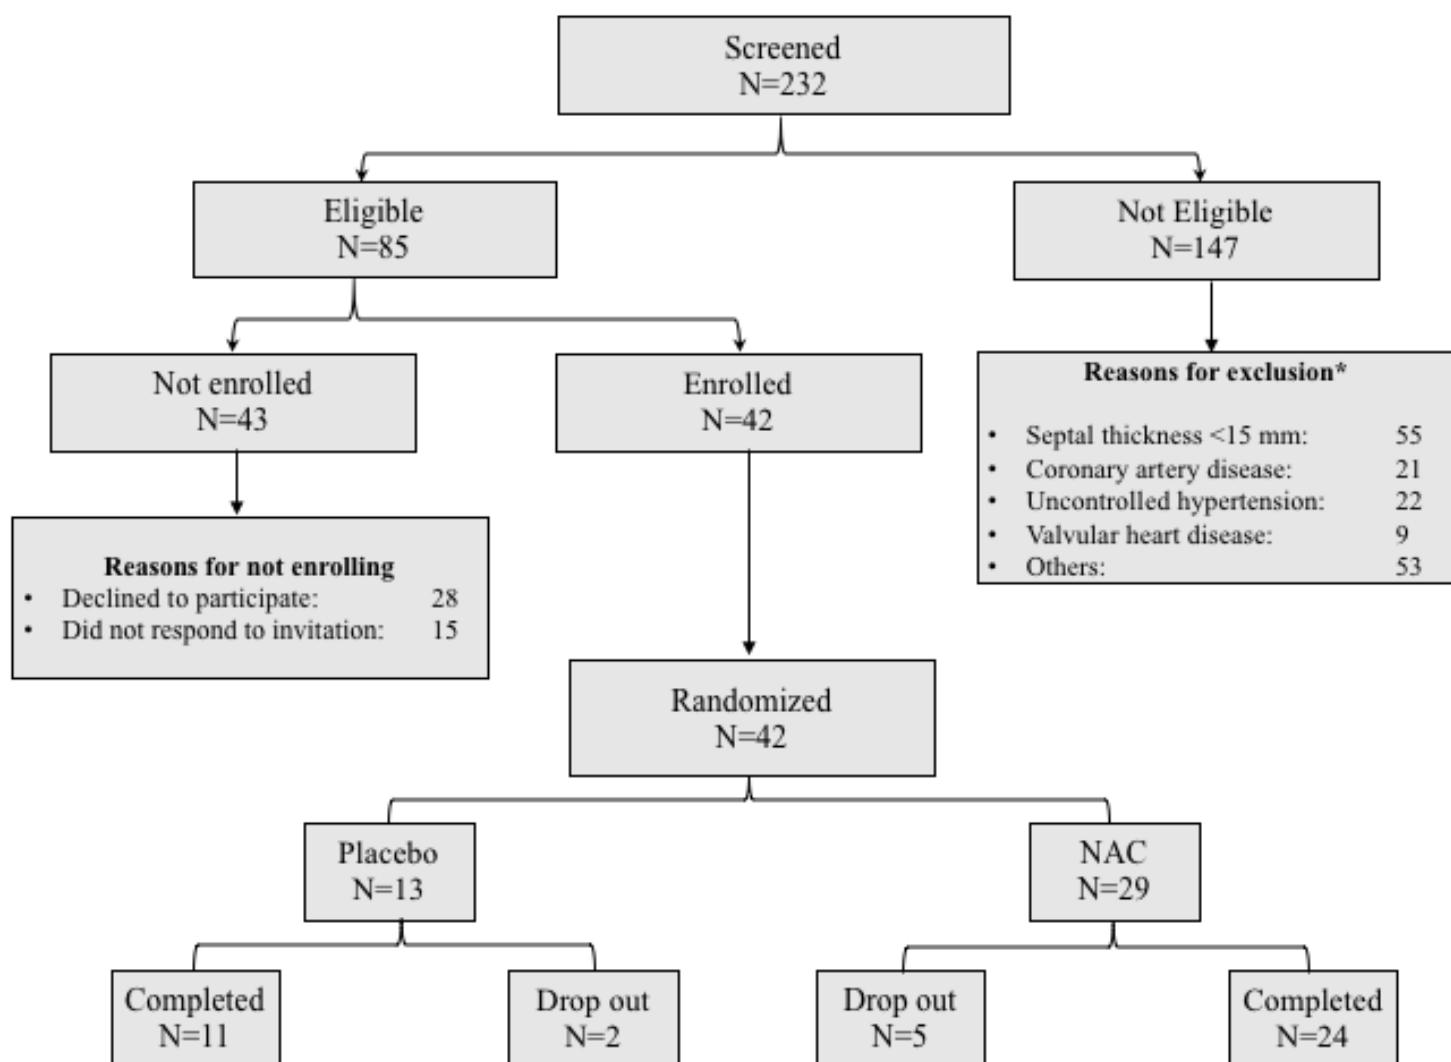 Screened
N=232
Eligible
N=85
Not Eligible
N=147
Not enrolled
N=43
Enrolled
N=42
Reasons for exclusion*
• Septal thickness <15 mm: 55
• Coronary artery disease: 21
• Uncontrolled hypertension: 22
• Valvular heart disease: 9
• Others: 53
Reasons for not enrolling
• Declined to participate: 28
• Did not respond to invitation: 15
Randomized
N=42
Placebo
N=13
NAC
N=29
Completed
N=11
Drop out
N=2
Drop out
N=5
Completed
N=24